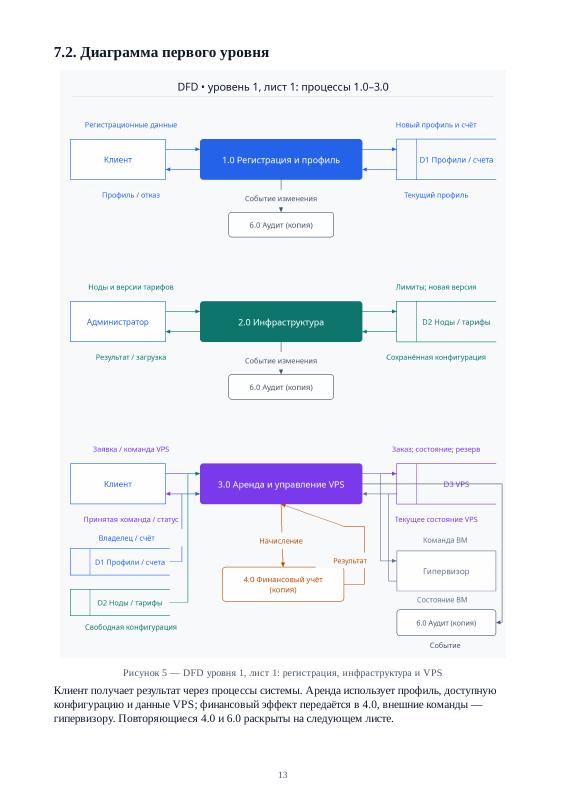 7.2. Диаграмма первого уровня
DFD • уровень 1, лист 1: процессы 1.0–3.0
Регистрационные данные
Новый профиль и счёт
Клиент
1.0 Регистрация и профиль
D1 Профили / счета
Профиль / отказ
Событие изменения
Текущий профиль
6.0 Аудит (копия)
Ноды и версии тарифов
Лимиты; новая версия
Администратор
2.0 Инфраструктура
D2 Ноды / тарифы
Результат / загрузка
Событие изменения
Сохранённая конфигурация
6.0 Аудит (копия)
Заявка / команда VPS
Заказ; состояние; резерв
Клиент
3.0 Аренда и управление VPS
D3 VPS
Принятая команда / статус
Текущее состояние VPS
Владелец / счёт
Начисление
Команда ВМ
D1 Профили / счета
Результат
Гипервизор
4.0 Финансовый учёт
(копия)
D2 Ноды / тарифы
Состояние ВМ
Свободная конфигурация
6.0 Аудит (копия)
Событие
Рисунок 5 — DFD уровня 1, лист 1: регистрация, инфраструктура и VPS
Клиент получает результат через процессы системы. Аренда использует профиль, доступную
конфигурацию и данные VPS; финансовый эффект передаётся в 4.0, внешние команды —
гипервизору. Повторяющиеся 4.0 и 6.0 раскрыты на следующем листе.
13